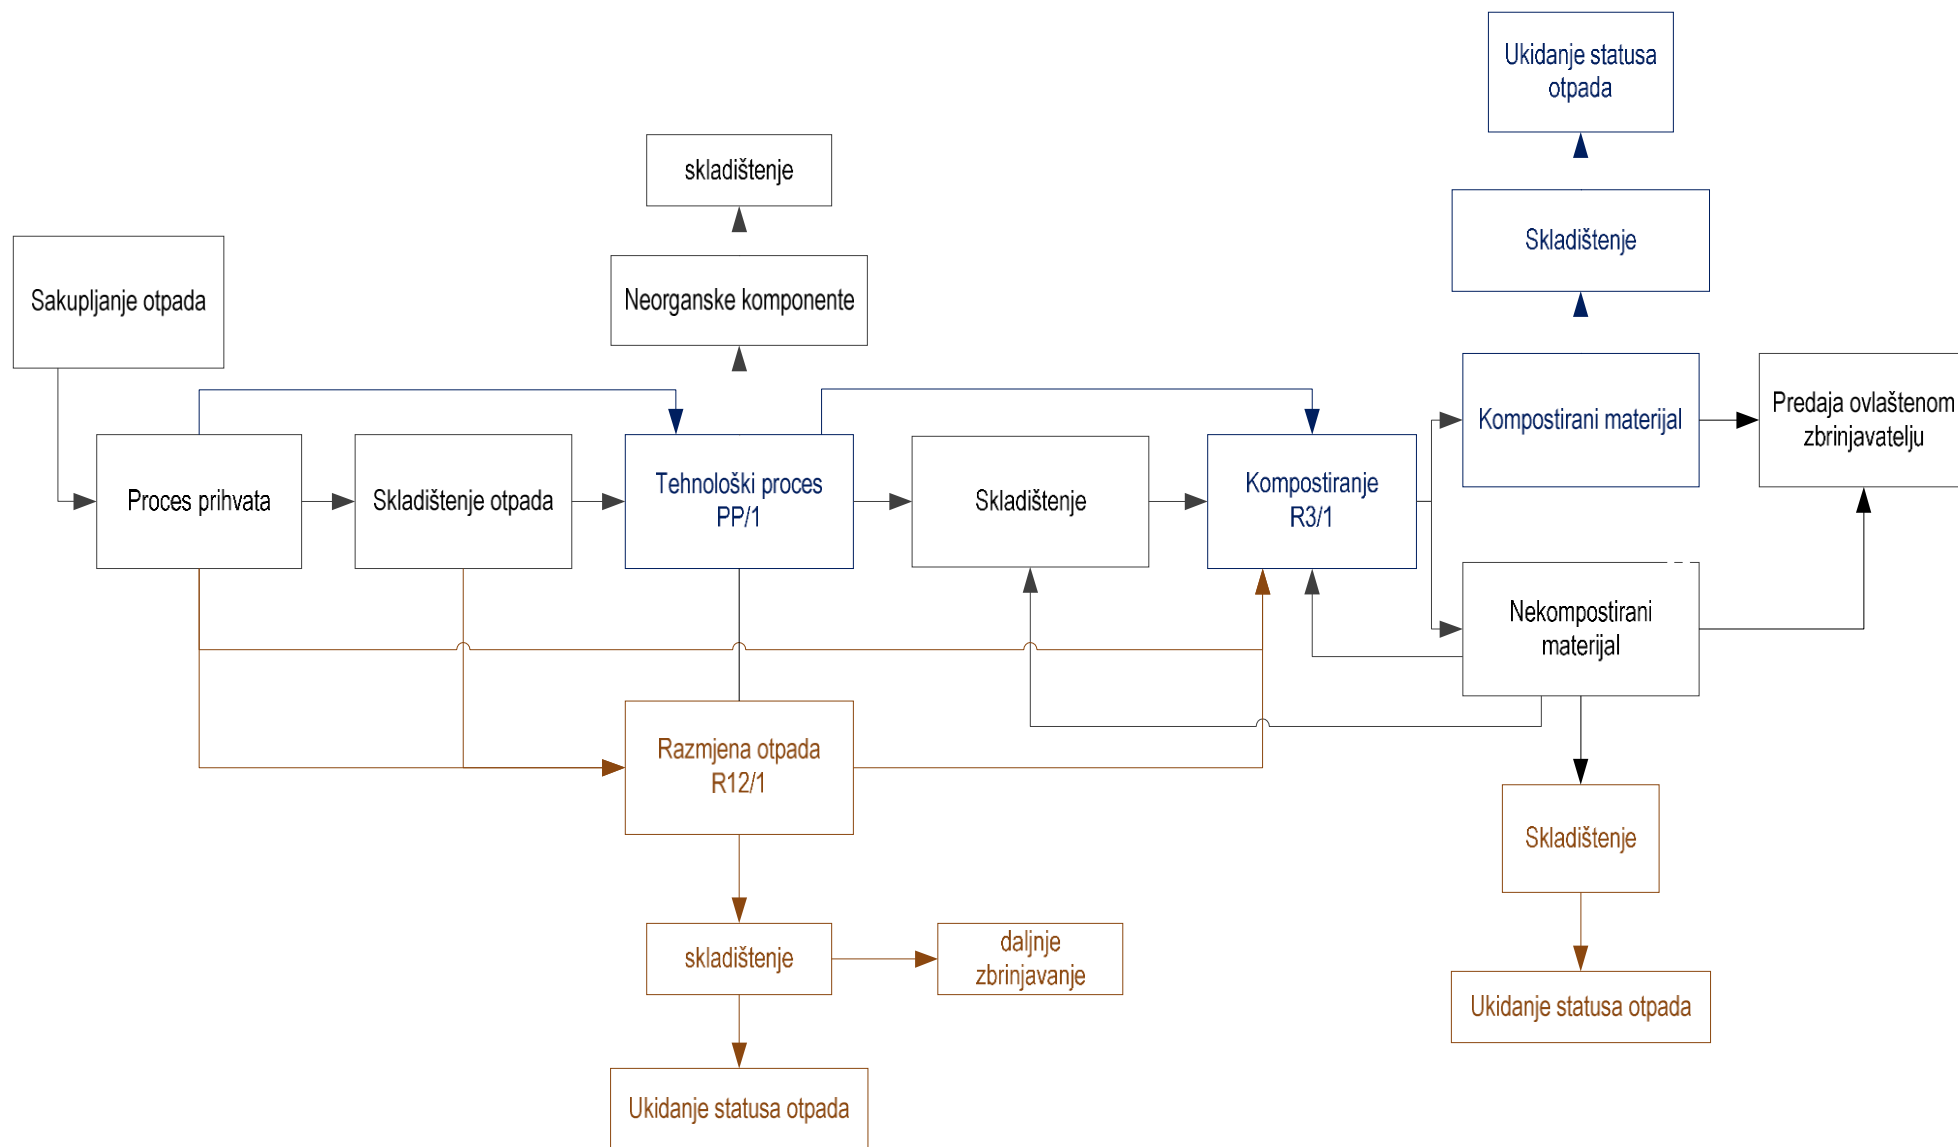 Ukidanje statusa
otpada
skladištenje
Skladištenje
Sakupljanje otpada
Neorganske komponente
Proces prihvata
Skladištenje otpada
Tehnološki proces
PP/1
Skladištenje
Kompostiranje
R3/1
Kompostirani materijal
Predaja ovlaštenom
zbrinjavatelju
Nekompostirani
materijal
Razmjena otpada
R12/1
Skladištenje
skladištenje
daljnje
zbrinjavanje
Ukidanje statusa otpada
Ukidanje statusa otpada